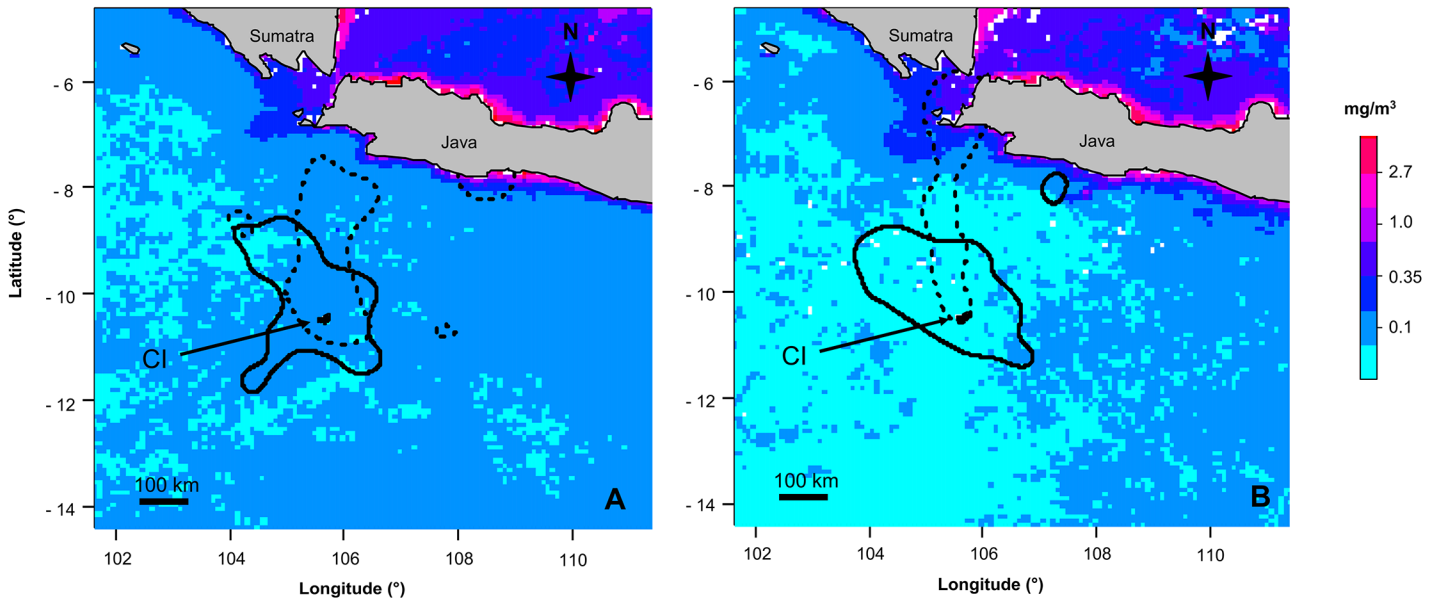 Sumatra
N
Java
CI
100 km
A
- 6
- 8
- 10
- 12
- 14
Latitude (°)
102
104
106
108
110
Longitude (°)
Sumatra
N
Java
CI
100 km
B
- 6
- 8
- 10
- 12
- 14
102
104
106
108
110
Longitude (°)
mg/m³
2.7
1.0
0.35
0.1